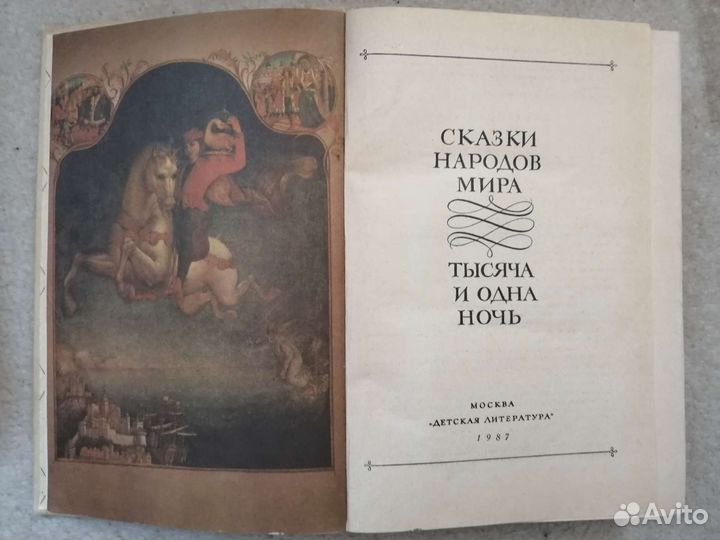 СКАЗКИ
НАРОДОВ
МИРА
ТЫСЯЧА
И ОДНА
НОЧЬ
МОСКВА
„ДЕТСКАЯ ЛИТЕРАТУРА"
1987
Avito